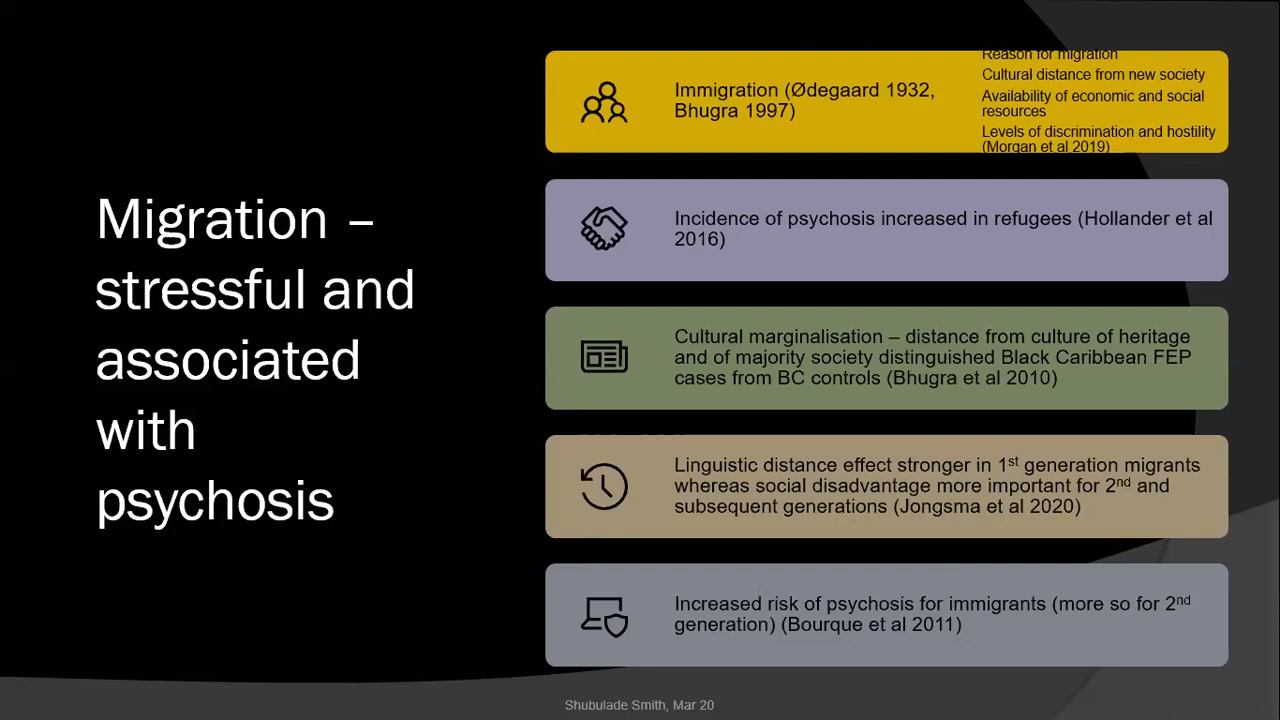 Migration –
stressful and
associated
with
psychosis
Immigration (Ødegaard 1932,
Bhugra 1997)
Reason for migration
Cultural distance from new society
Availability of economic and social
resources
Levels of discrimination and hostility
(Morgan et al 2019)
Incidence of psychosis increased in refugees (Hollander et al
2016)
Cultural marginalisation – distance from culture of heritage
and of majority society distinguished Black Caribbean FEP
cases from BC controls (Bhugra et al 2010)
Linguistic distance effect stronger in 1st generation migrants
whereas social disadvantage more important for 2nd and
subsequent generations (Jongsma et al 2020)
Increased risk of psychosis for immigrants (more so for 2nd
generation) (Bourque et al 2011)
Shubulade Smith, Mar 20